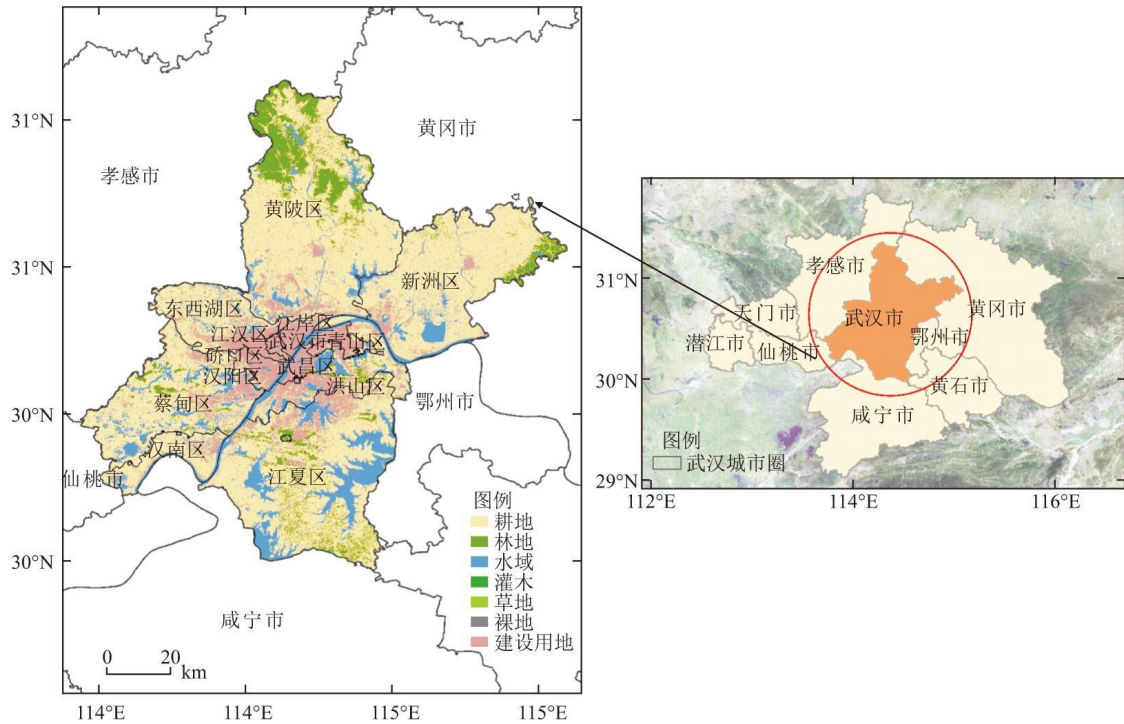 31°N
黄冈市
孝感市
黄陂区
31°N
新洲区
东西湖区
江岸区
江汉区
武汉市青山区
硚口区
武昌区
汉阳区
洪山区
蔡甸区
30°N
鄂州市
汉南区
仙桃市
江夏区
图例
耕地
林地
水域
灌木
草地
裸地
建设用地
30°N
咸宁市
0 20
km
114°E 114°E 115°E 115°E
31°N
孝感市
天门市
黄冈市
武汉市
潜江市
仙桃市
鄂州市
30°N
黄石市
咸宁市
图例
武汉城市圈
29°N
112°E 114°E 116°E